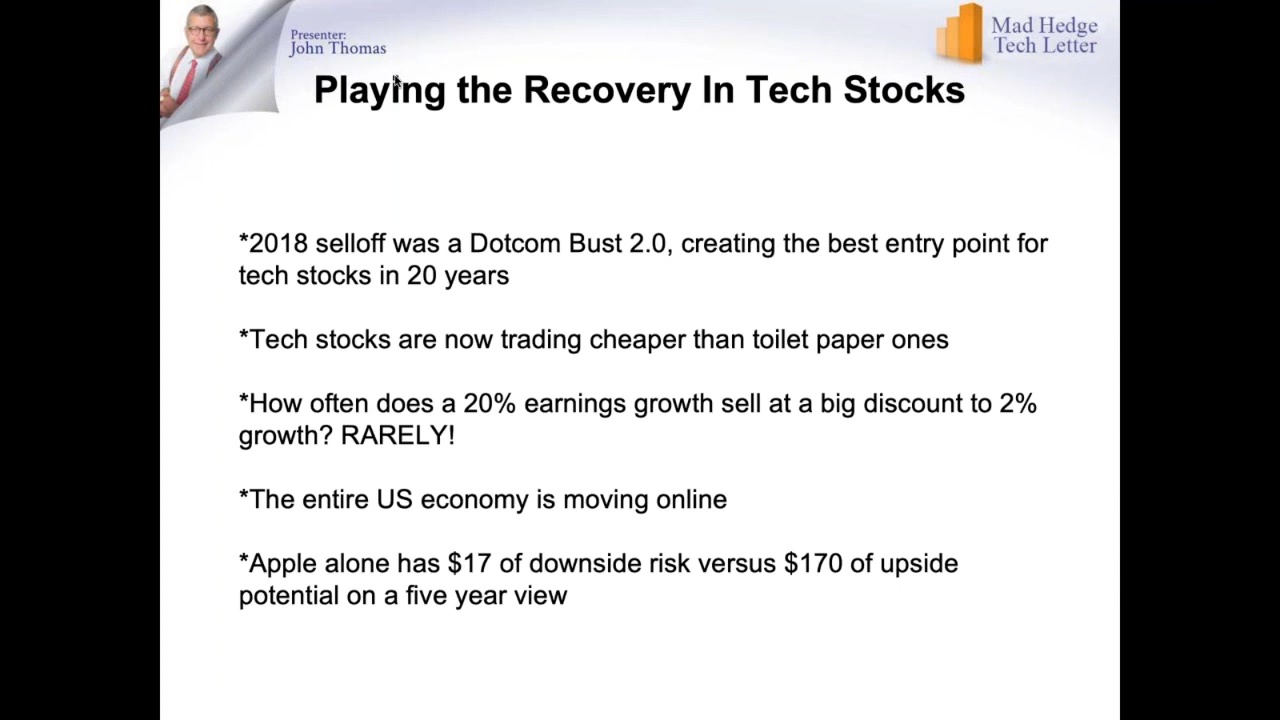 Presenter:
John Thomas
Mad Hedge
Tech Letter
Playing the Recovery In Tech Stocks
*2018 selloff was a Dotcom Bust 2.0, creating the best entry point for
tech stocks in 20 years
*Tech stocks are now trading cheaper than toilet paper ones
*How often does a 20% earnings growth sell at a big discount to 2%
growth? RARELY!
*The entire US economy is moving online
*Apple alone has $17 of downside risk versus $170 of upside
potential on a five year view